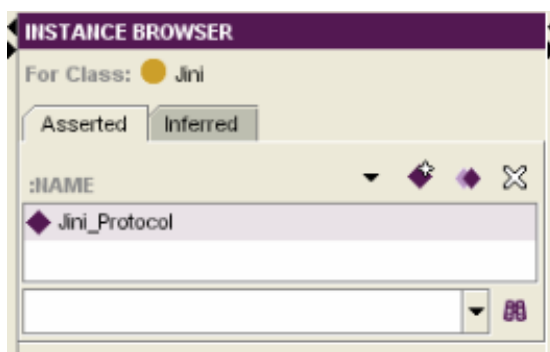 INSTANCE BROWSER
For Class: Jini
Asserted Inferred
:NAME
Jini_Protocol